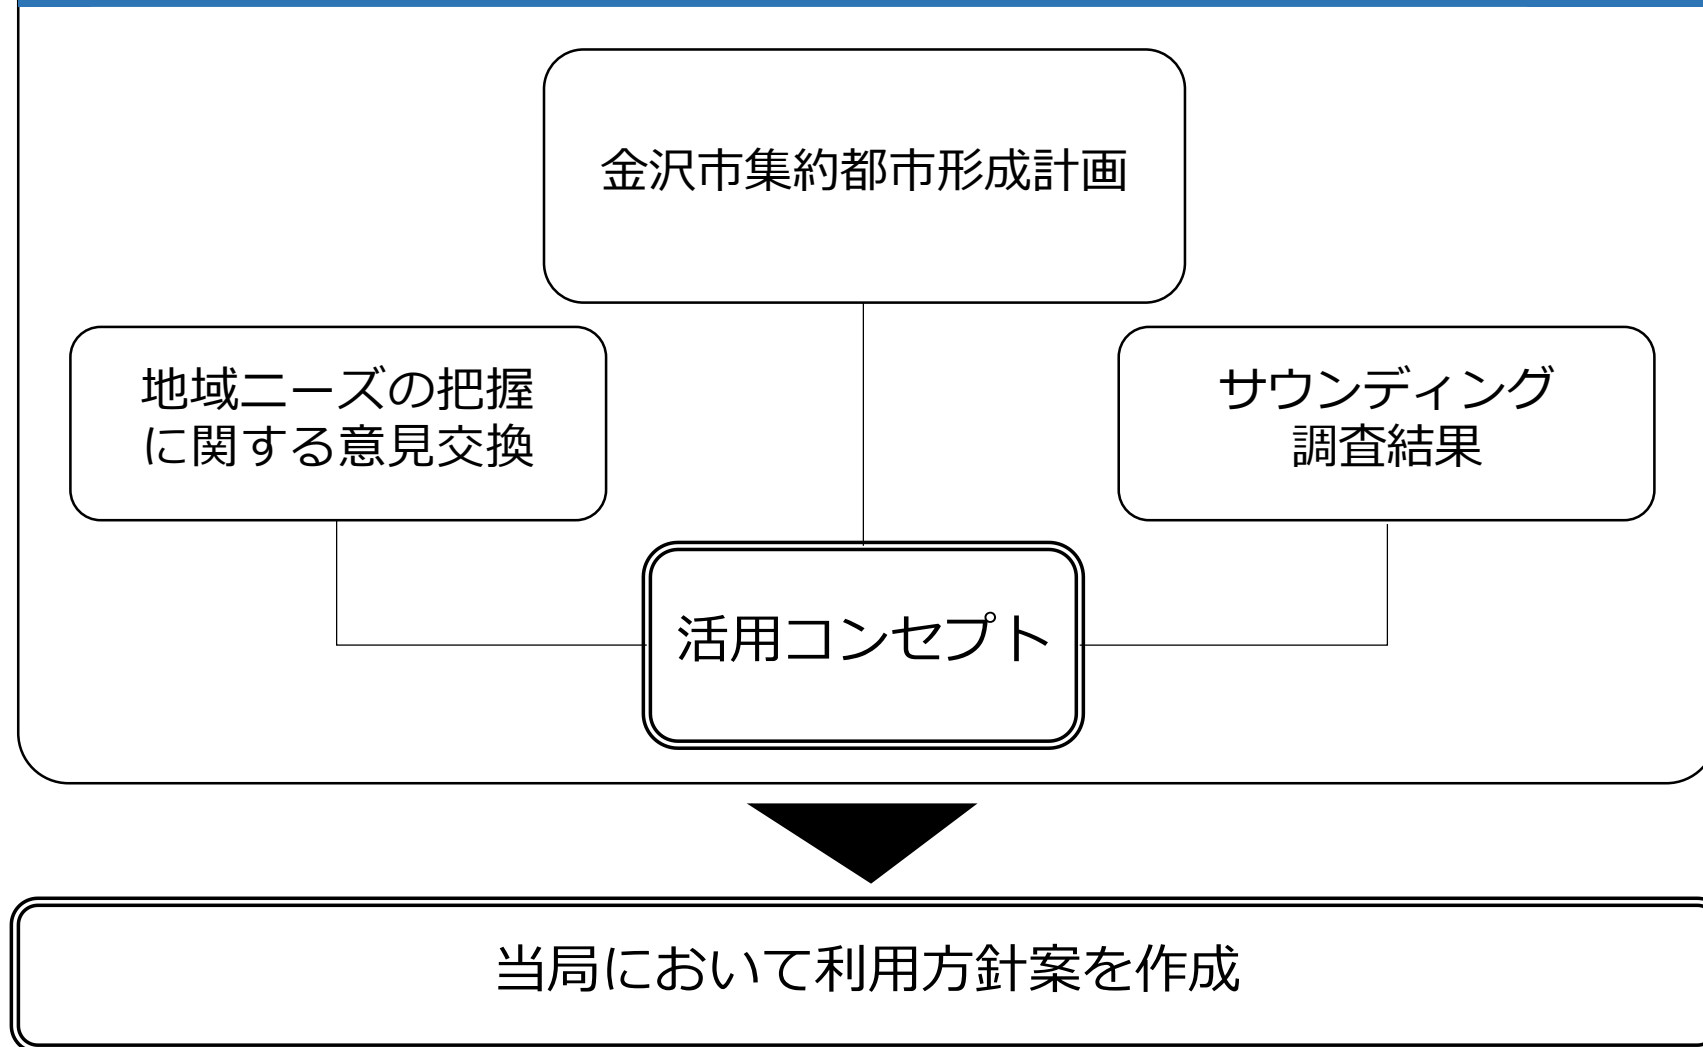 金沢市集約都市形成計画
地域ニーズの把握
に関する意見交換
サウンディング
調査結果
活用コンセプト
当局において利用方針案を作成